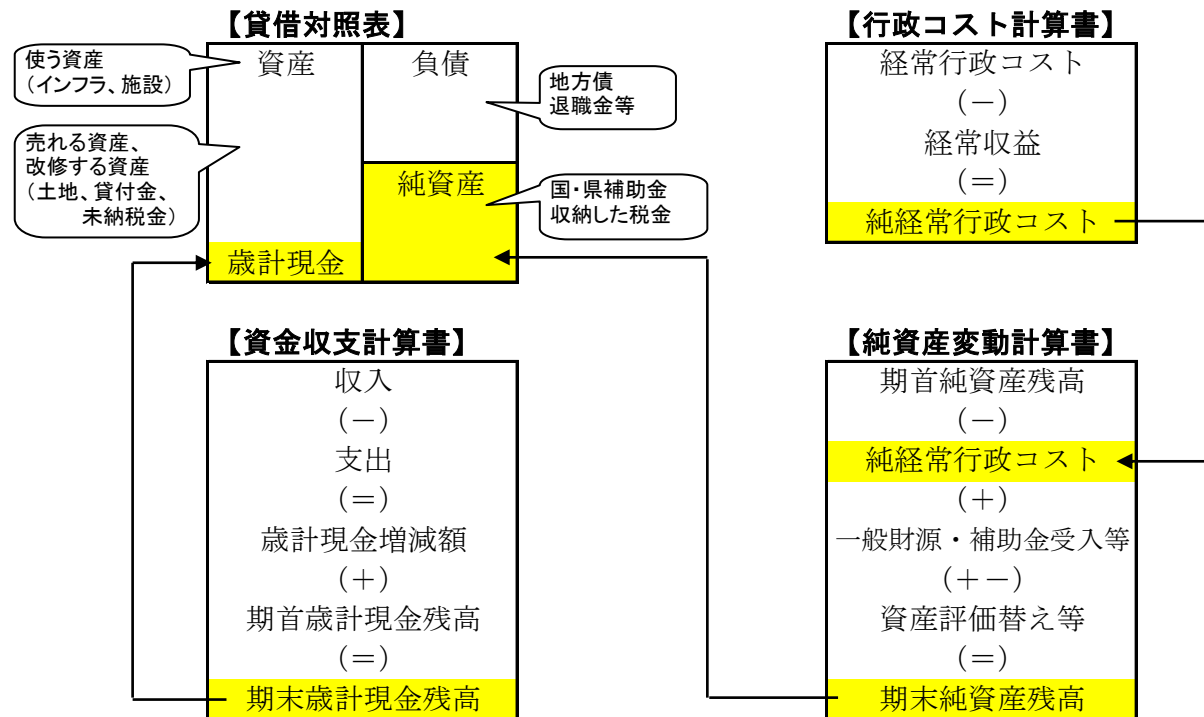 【貸借対照表】
使う資産
(インフラ、施設)
売れる資産、
改修する資産
(土地、貸付金、
未納税金)
資産
歳計現金
負債
純資産
地方債
退職金等
国・県補助金
収納した税金
【行政コスト計算書】
経常行政コスト
(－)
経常収益
(＝)
純経常行政コスト
【資金収支計算書】
収入
(－)
支出
(＝)
歳計現金増減額
(＋)
期首歳計現金残高
(＝)
期末歳計現金残高
【純資産変動計算書】
期首純資産残高
(－)
純経常行政コスト
(＋)
一般財源・補助金受入等
(＋－)
資産評価替え等
(＝)
期末純資産残高